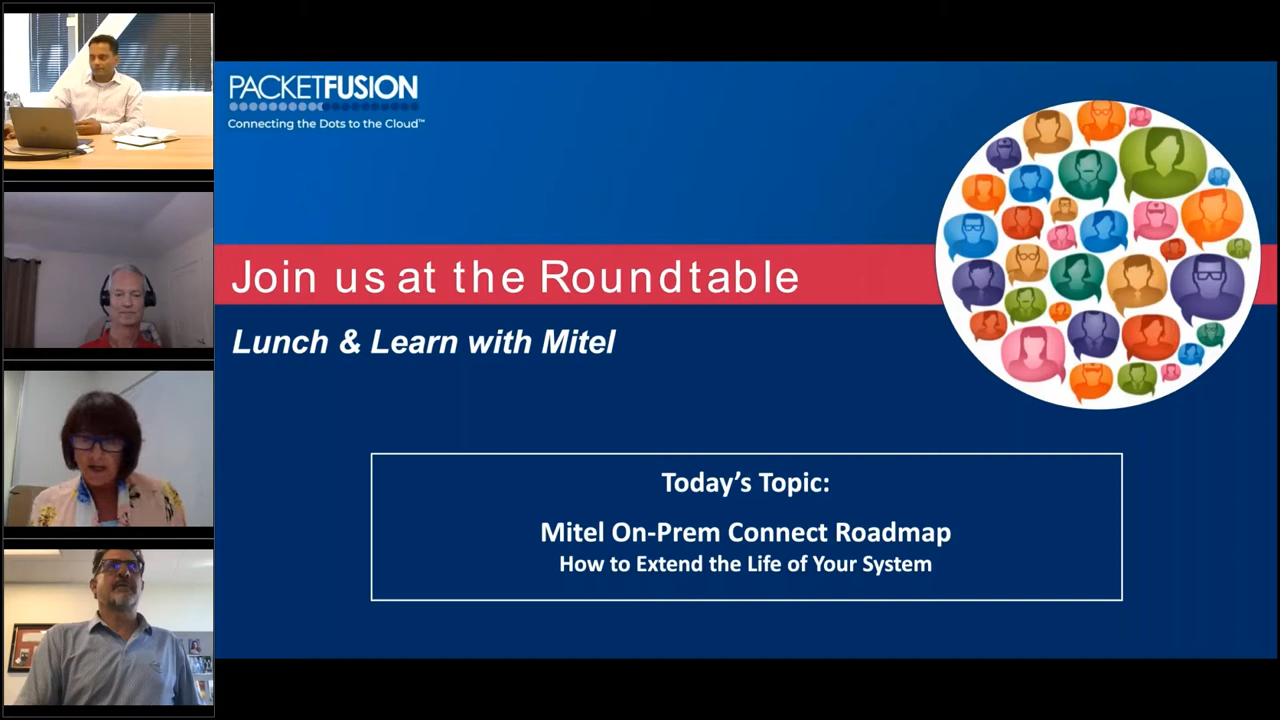 PACKETFUSION
Connecting the Dots to the Cloud™
Join us at the Roundtable
Lunch & Learn with Mitel
Today's Topic:
Mitel On-Prem Connect Roadmap
How to Extend the Life of Your System